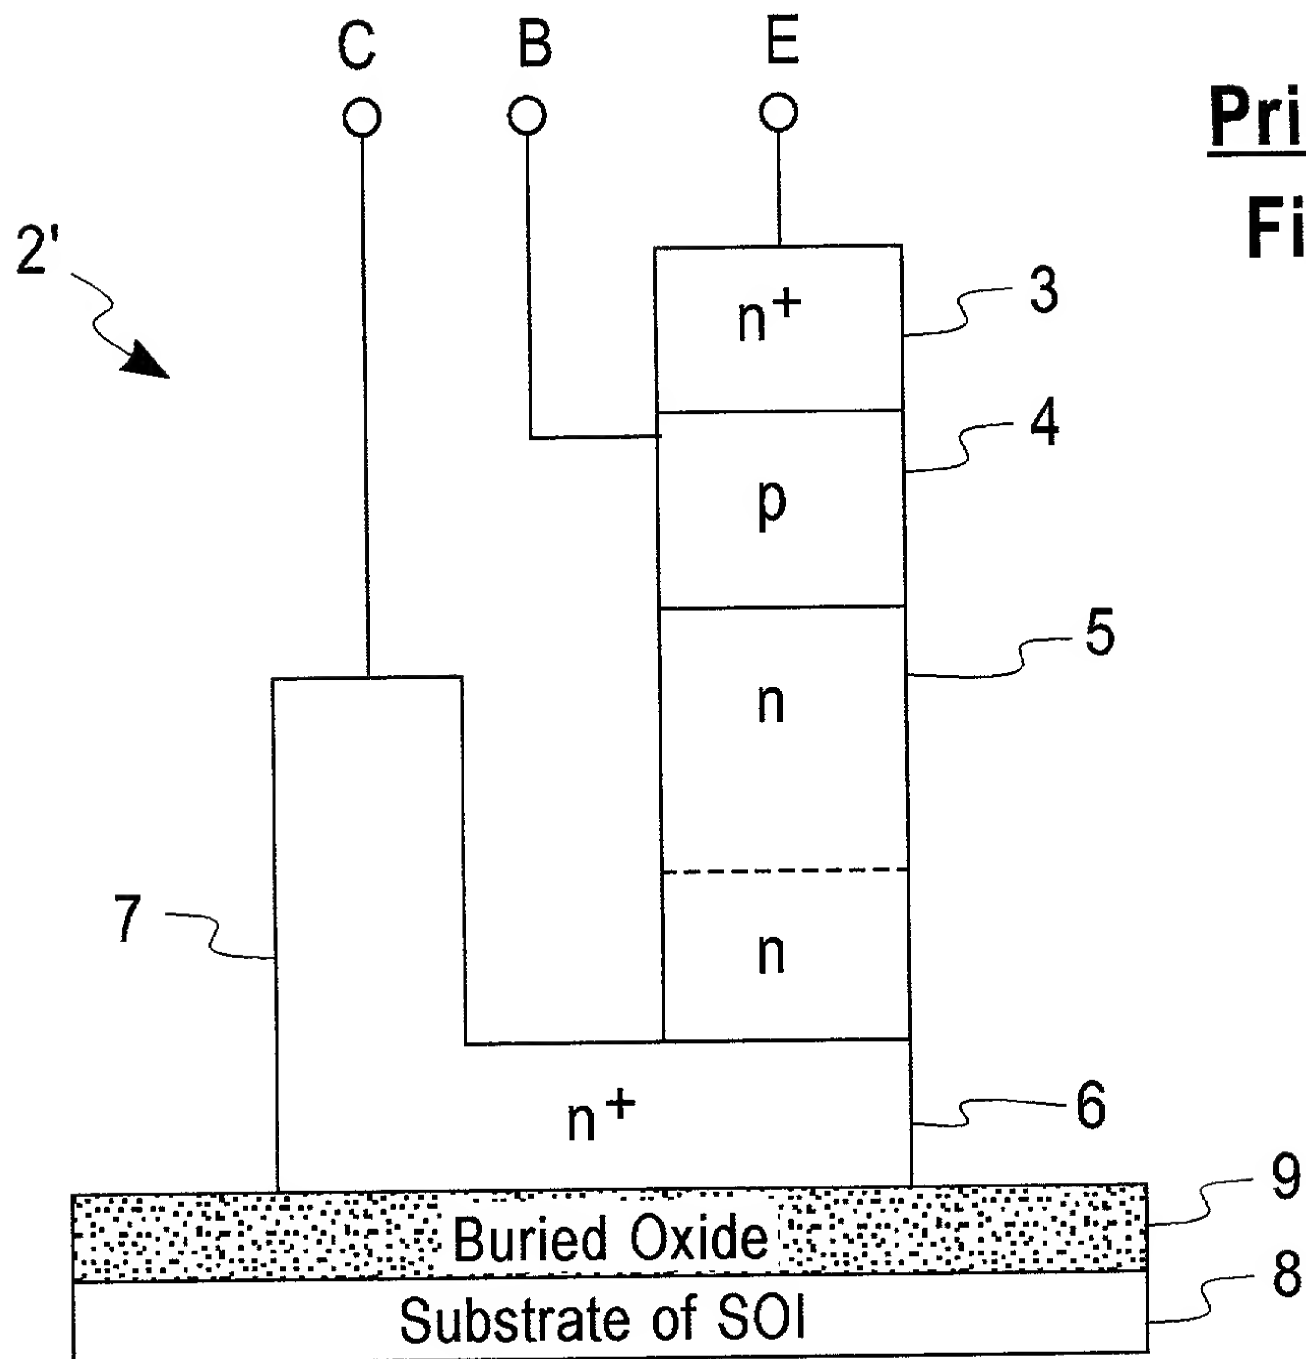 C B E
Pri
Fi
2'
n+ 3
p 4
n 5
7
n
n+ 6
Buried Oxide 9
Substrate of SOI 8